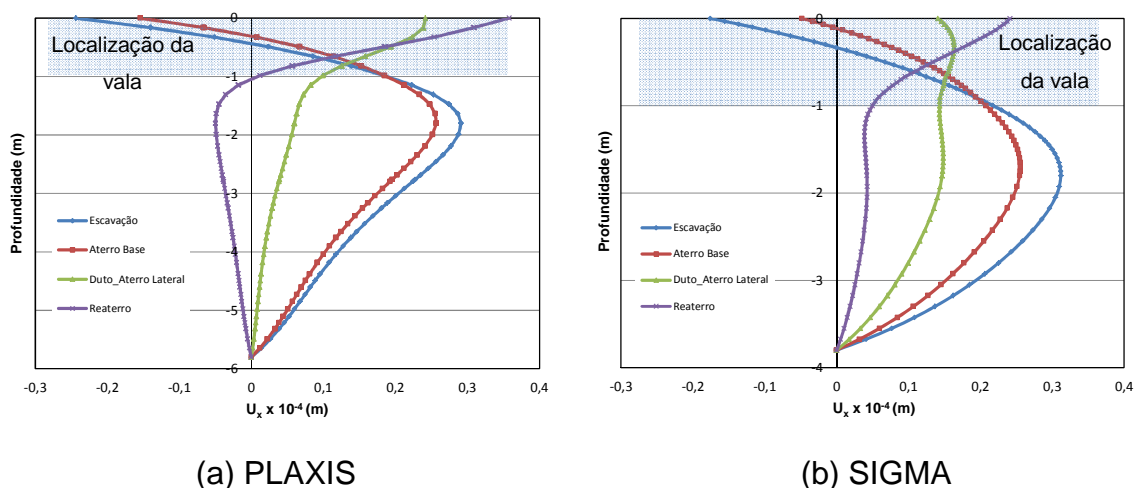 0
-1
-2
-3
-4
-5
-6
-0,3
-0,2
-0,1
0
0,1
0,2
0,3
0,4
Profundidade (m)
Ux x 10-4 (m)
Localização da
vala
Escavação
Aterro Base
Duto_Aterro Lateral
Reaterro
(a) PLAXIS
0
-1
-2
-3
-4
-0,3
-0,2
-0,1
0
0,1
0,2
0,3
0,4
Profundidade (m)
Ux x 10-4 (m)
Localização
da vala
Escavação
Aterro Base
Duto_Aterro Lateral
Reaterro
(b) SIGMA